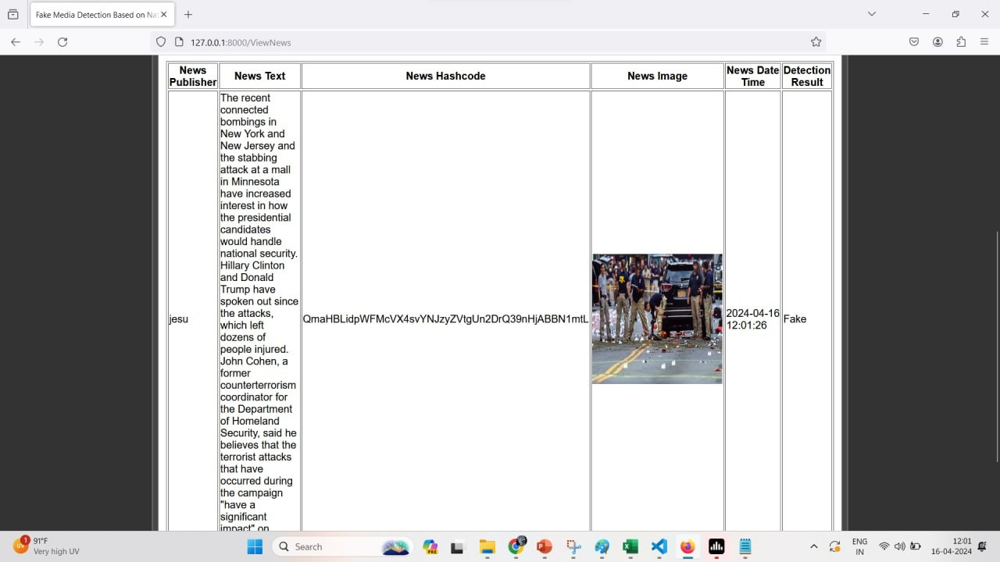 Fake Media Detection Based on Na
127.0.0.1:8000/ViewNews
News Publisher
News Text
News Hashcode
News Image
News Date Time
Detection Result
jesu
The recent
connected
bombings in
New York and
New Jersey and
the stabbing
attack at a mall
in Minnesota
have increased
interest in how
the presidential
candidates
would handle
national security.
Hillary Clinton
and Donald
Trump have
spoken out since
the attacks,
which left
dozens of
people injured.
John Cohen, a
former
counterterrorism
coordinator for
the Department
of Homeland
Security, said he
believes that the
terrorist attacks
that have
occurred during
the campaign
"have a
significant
impact" on
QmaHBLidpWFMcVX4svYNJzyZVtgUn2DrQ39nHjABBN1mtL
2024-04-16
12:01:26
Fake
1
91°F
Very high UV
Search
PRE
ENG
IN
12:01
16-04-2024